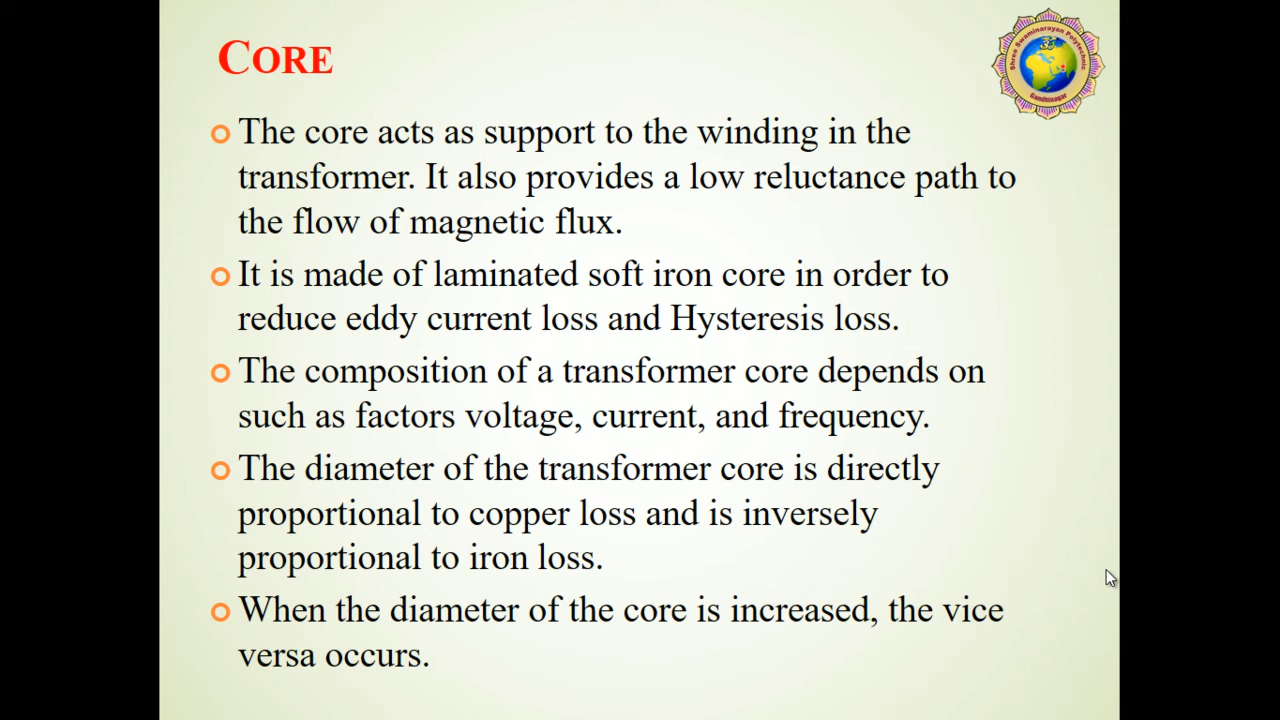 CORE
The core acts as support to the winding in the
transformer. It also provides a low reluctance path to
the flow of magnetic flux.
It is made of laminated soft iron core in order to
reduce eddy current loss and Hysteresis loss.
The composition of a transformer core depends on
such as factors voltage, current, and frequency.
The diameter of the transformer core is directly
proportional to copper loss and is inversely
proportional to iron loss.
When the diameter of the core is increased, the vice
versa occurs.
Shree Swaminarayan Polytechnic
Gandhinagar